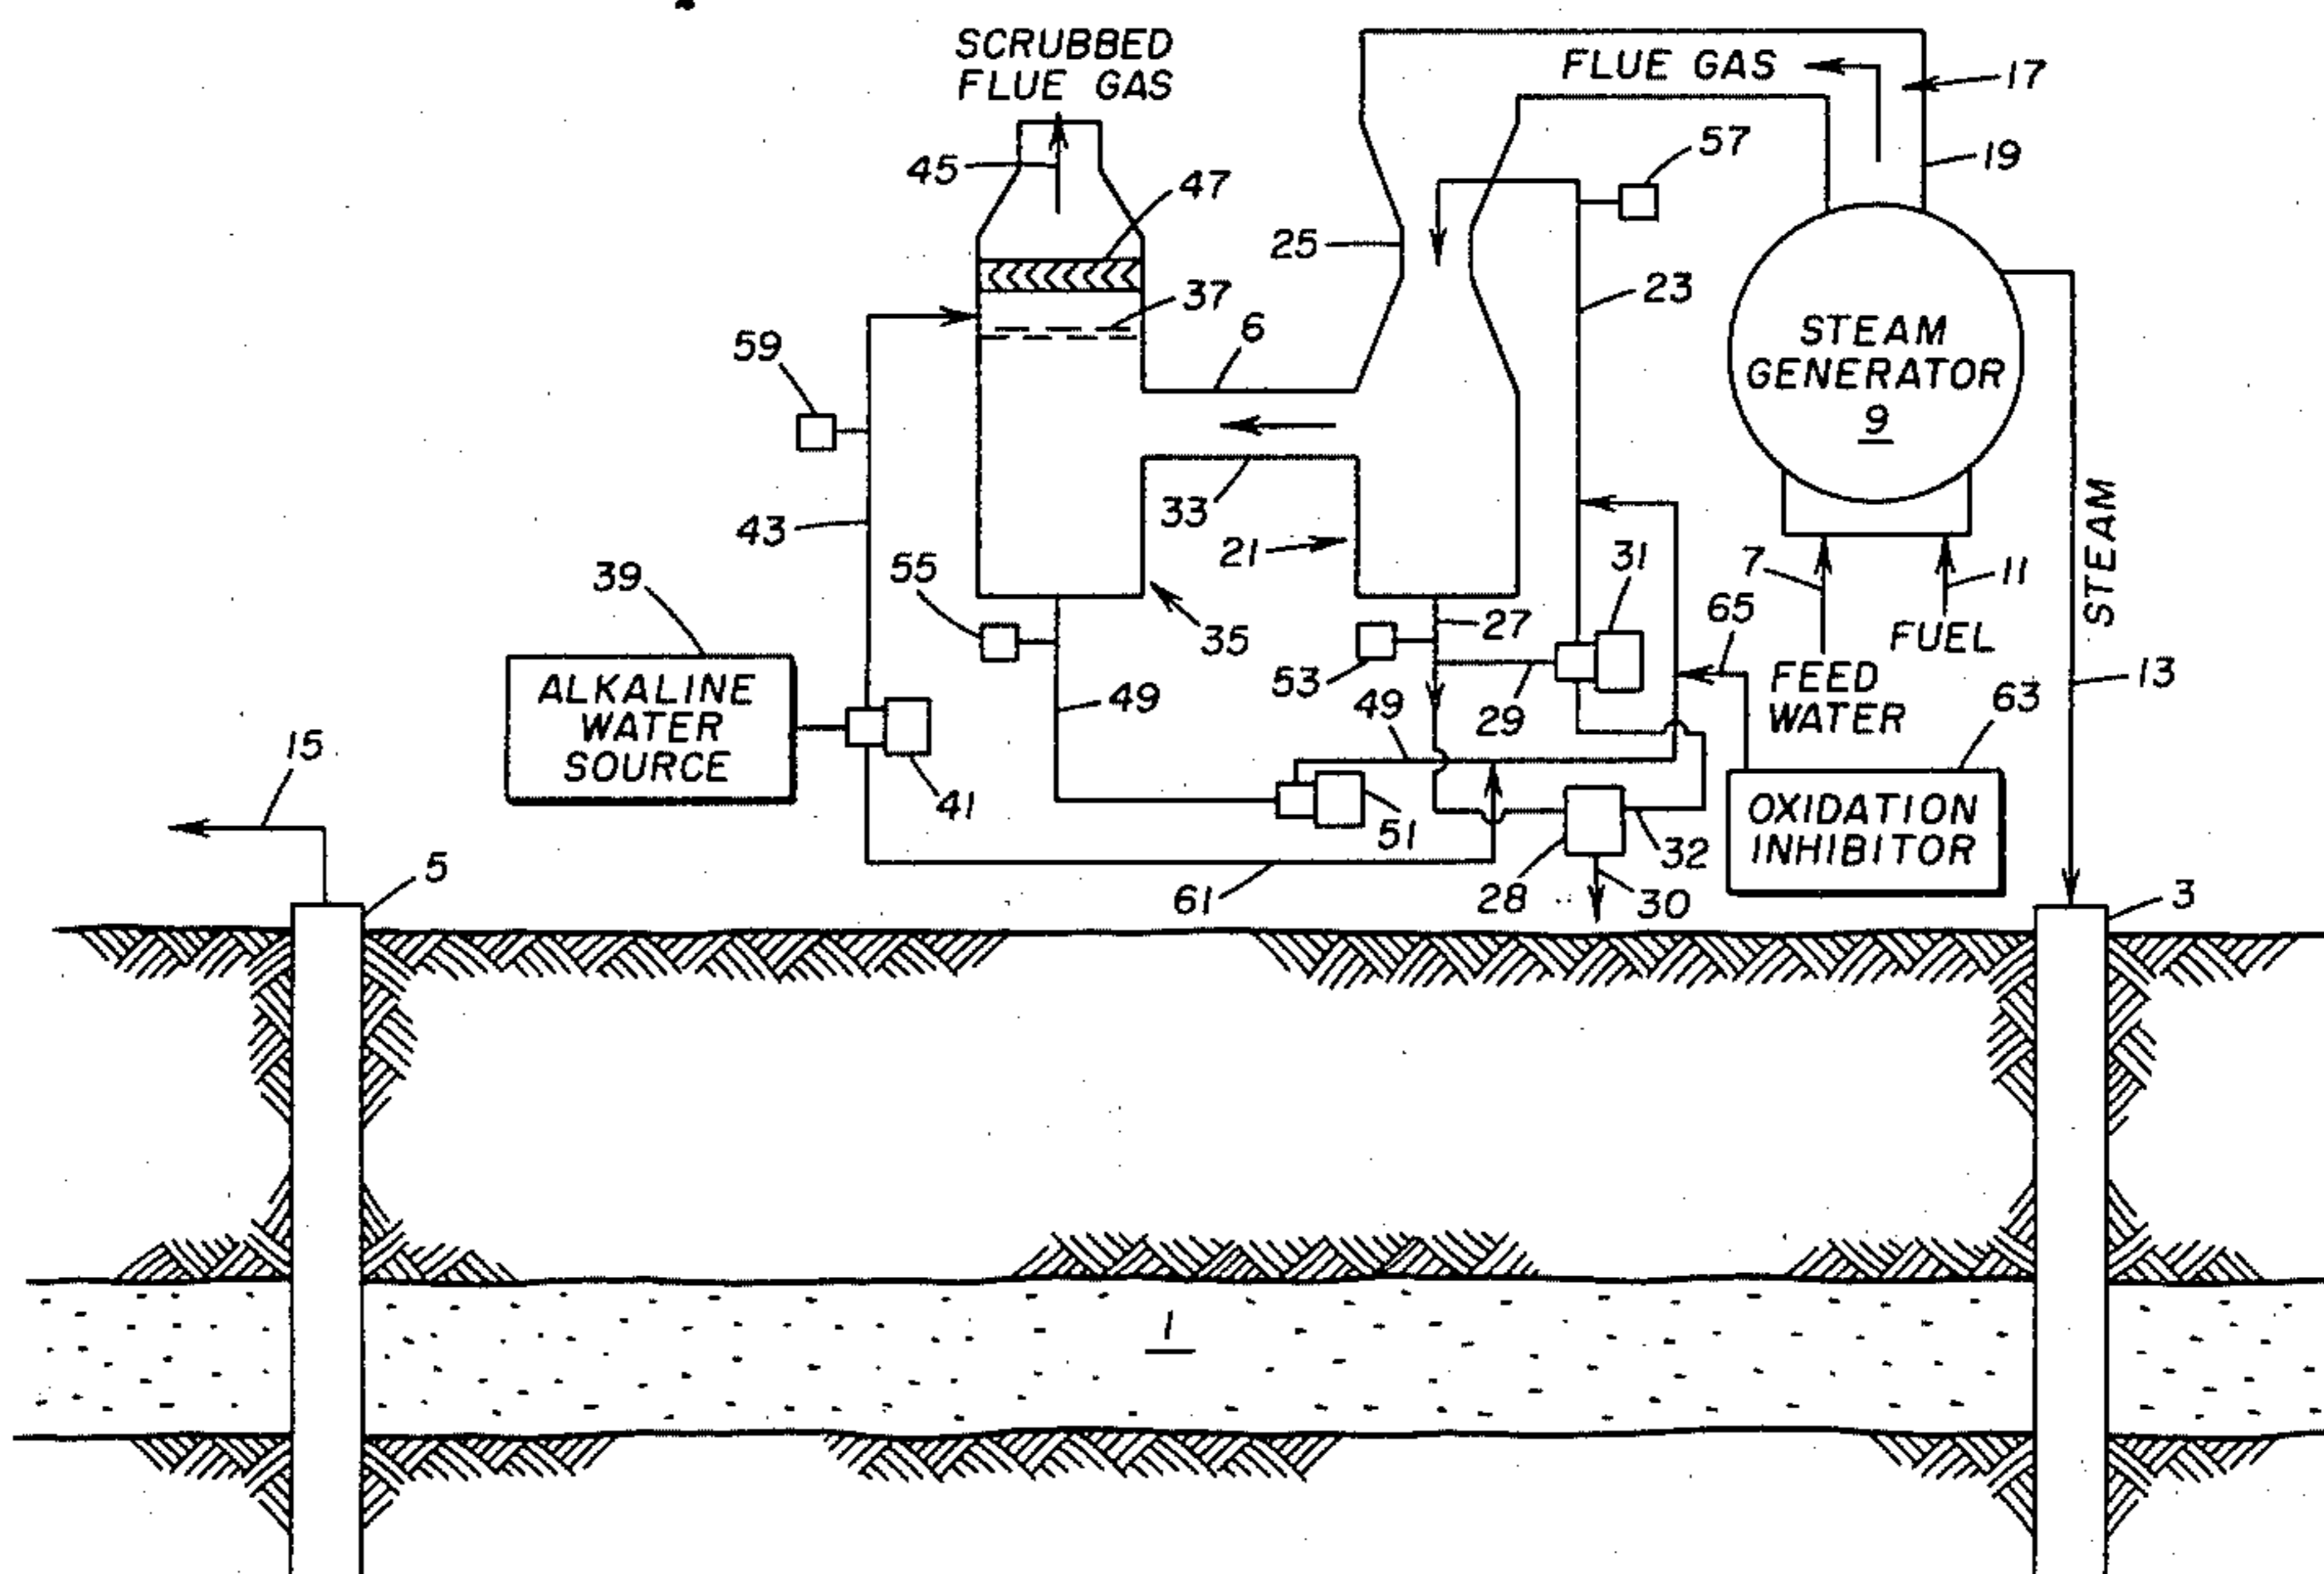 SCRUBBED
FLUE GAS
FLUE GAS
17
57
19
45
47
25
23
37
6
59
STEAM
GENERATOR
9
33
43
21
31
STEAM
55
7
11
39
65
35
27
FUEL
53
FEED
WATER
13
ALKALINE
WATER
SOURCE
49
49
29
63
15
41
51
OXIDATION
INHIBITOR
32
5
61
28
30
3
1